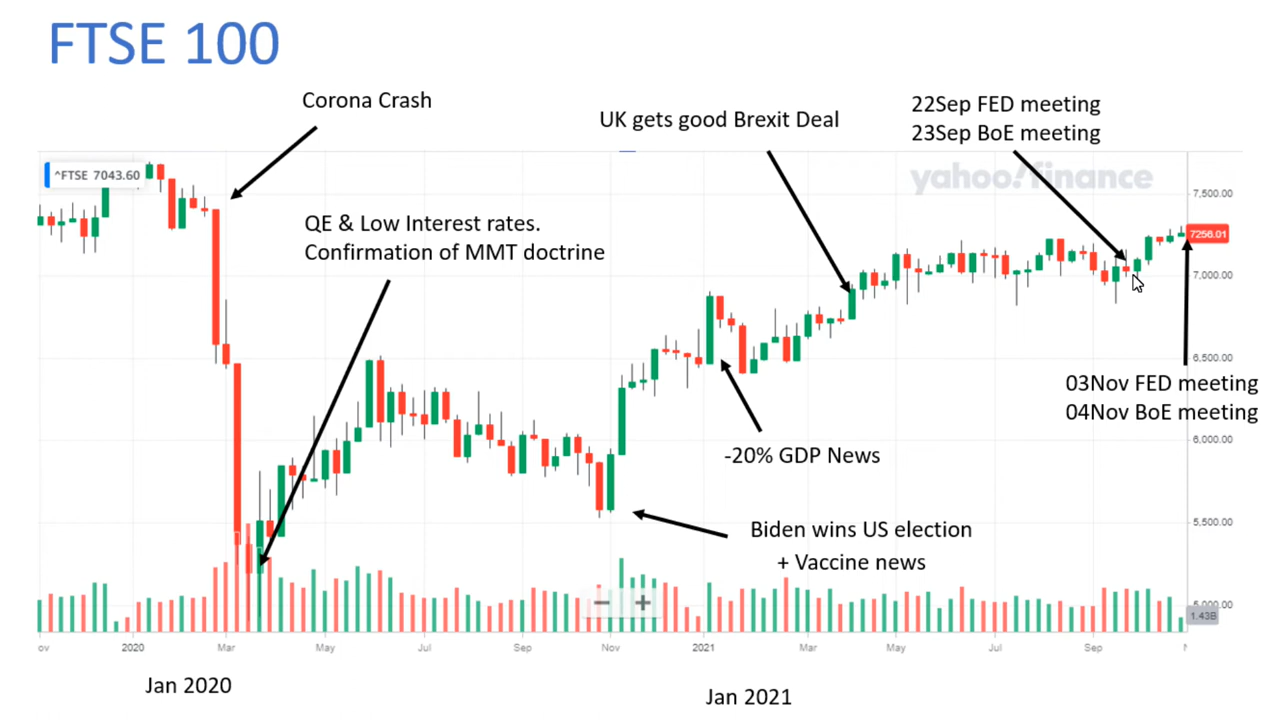 FTSE 100
Corona Crash
UK gets good Brexit Deal
22Sep FED meeting
23Sep BoE meeting
^FTSE 7043.60
yahoo!finance
QE & Low Interest rates.
Confirmation of MMT doctrine
7,500.00
7256.01
7,000.00
6,500.00
6,000.00
5,500.00
5,000.00
1.43B
03Nov FED meeting
04Nov BoE meeting
-20% GDP News
Biden wins US election
+ Vaccine news
ov 2020 Mar May Jul Sep Nov 2021 Mar May Jul Sep N
Jan 2020
Jan 2021